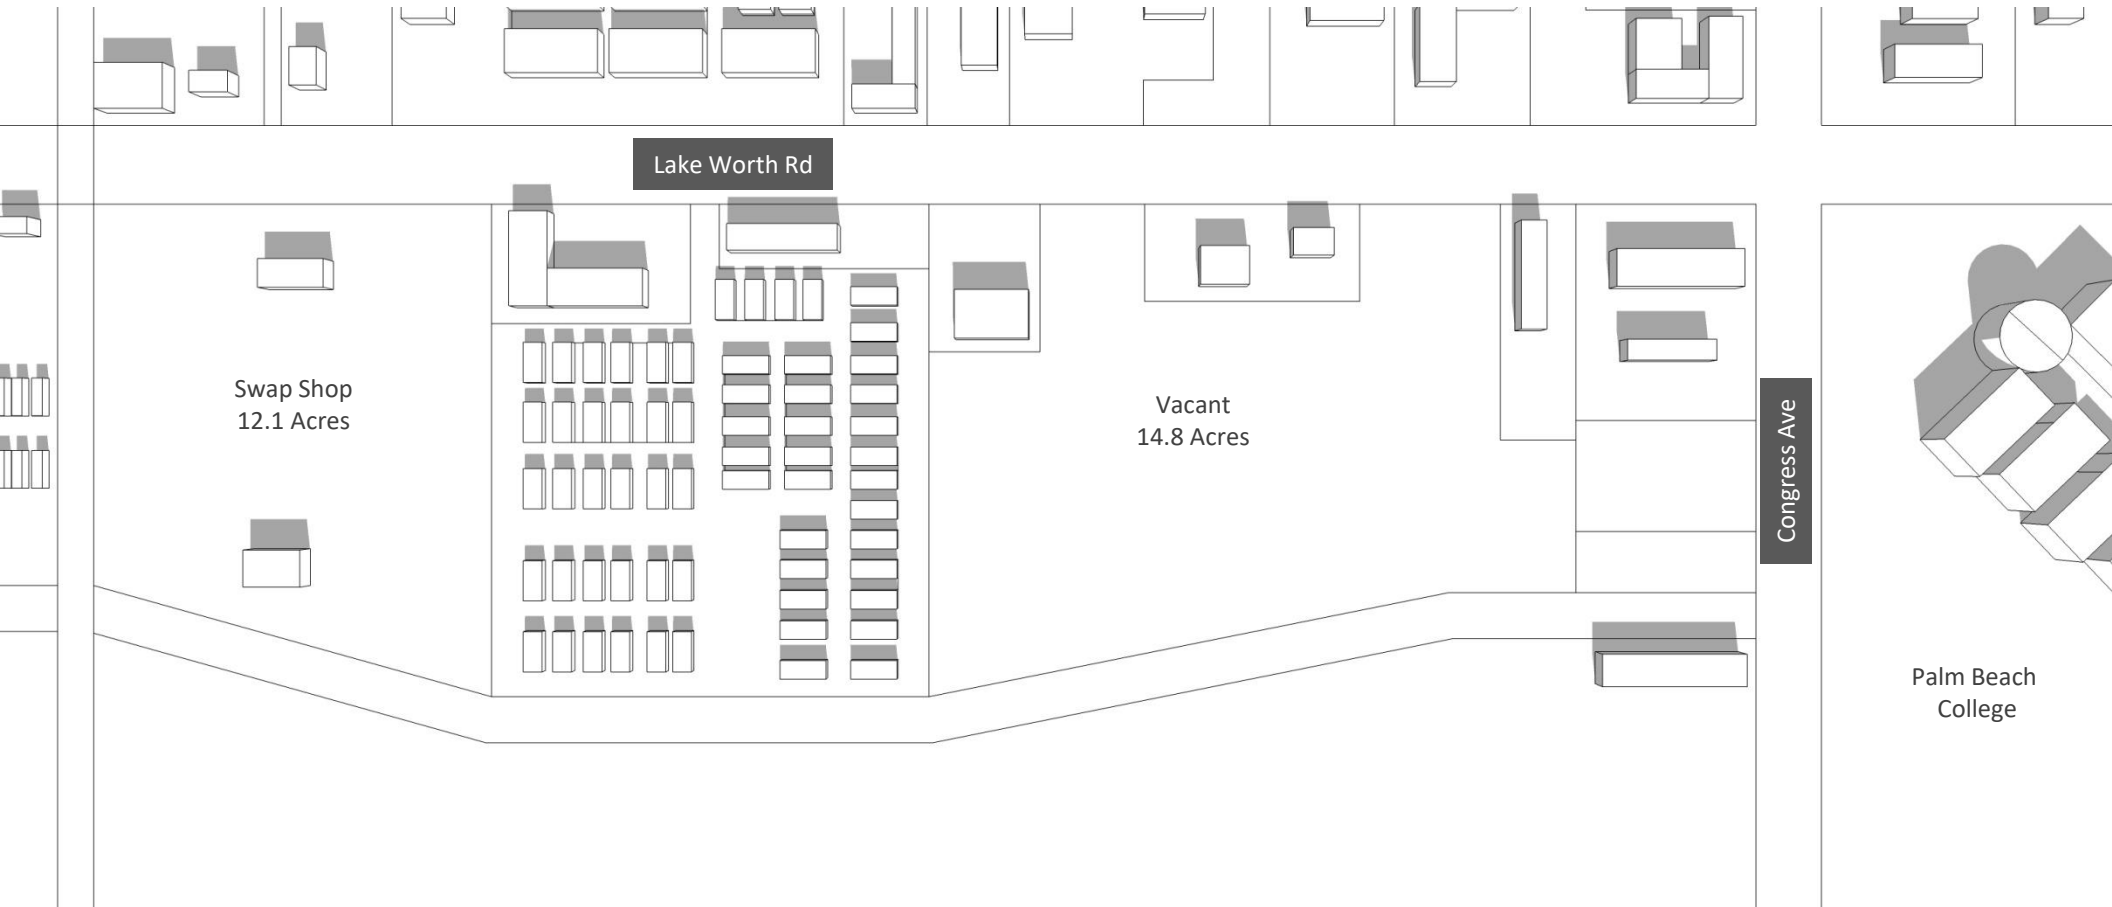 Lake Worth Rd
Swap Shop
12.1 Acres
Vacant
14.8 Acres
Congress Ave
Palm Beach
College